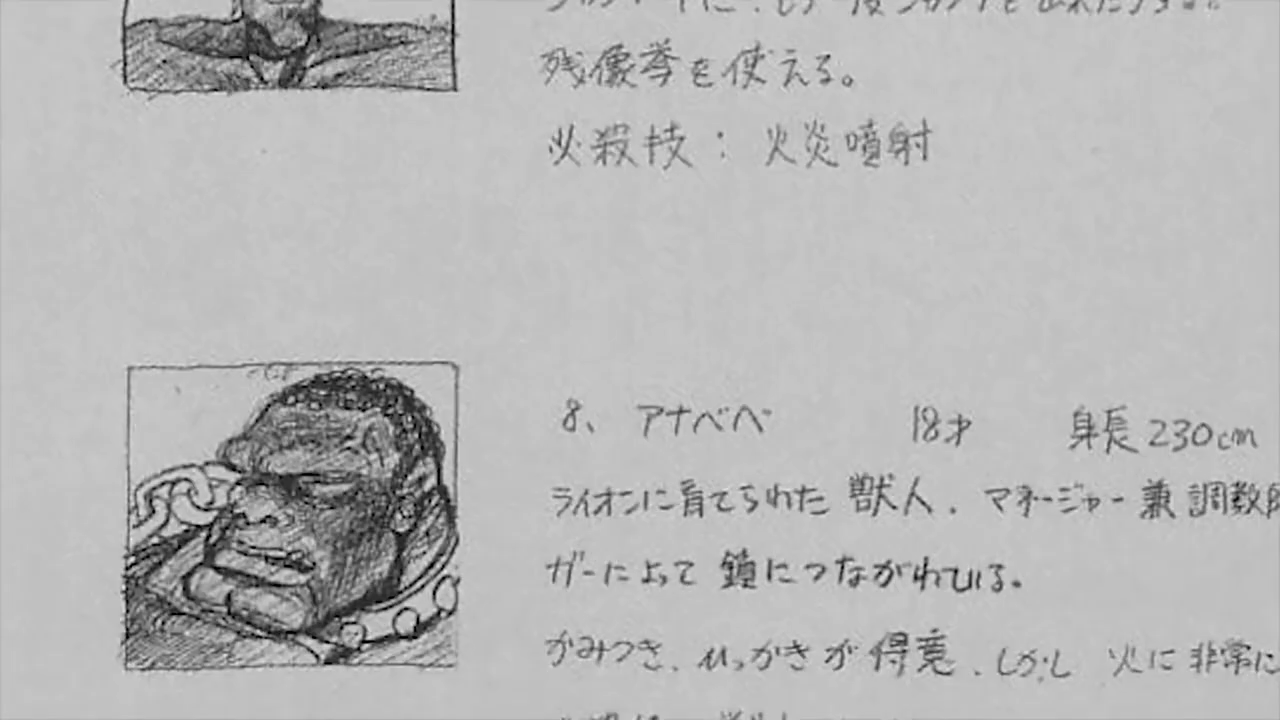 残像拳を使える。
必殺技：火炎噴射
8、アナベベ 18才 身長230cm
ライオンに育てられた獣人．マネージャー兼調教師
ガーによって鎖につながれている。
かみつき、ひっかきが得意．しかし火に非常に